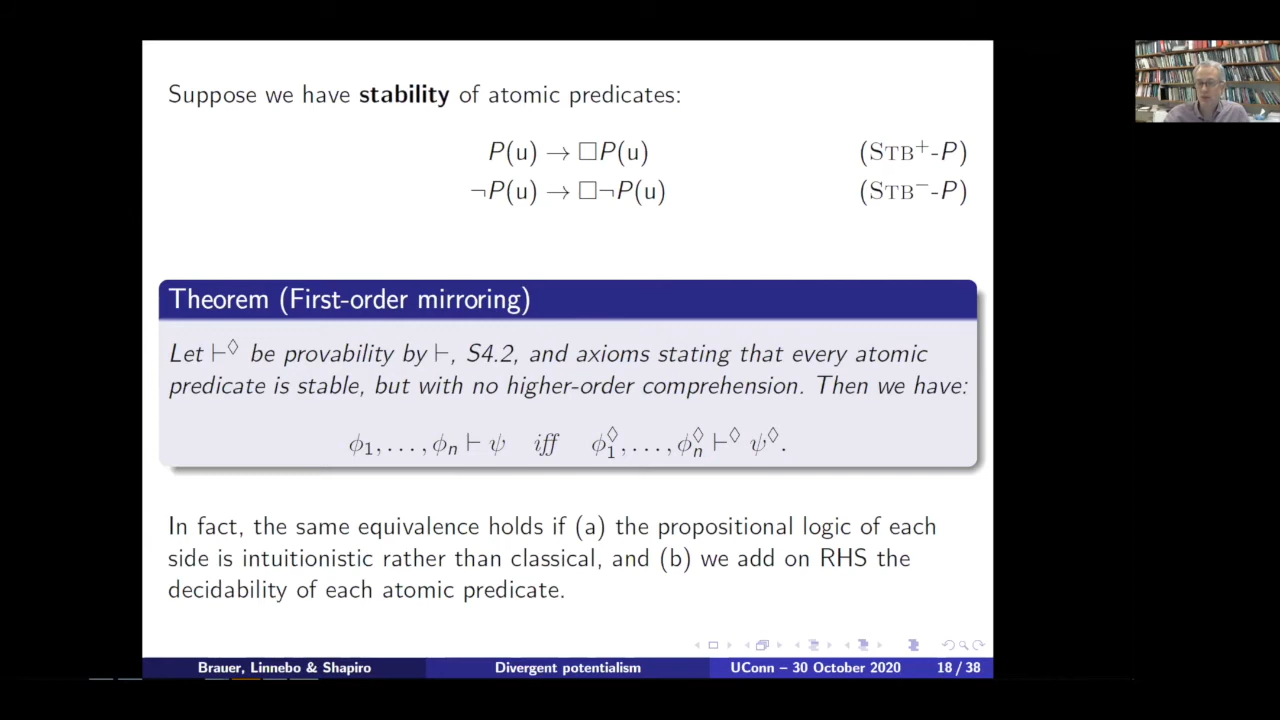 Suppose we have stability of atomic predicates:
P(u) → □P(u) (STB⁺-P)
¬P(u) → □¬P(u) (STB⁻-P)
Theorem (First-order mirroring)
Let ⊢◊ be provability by ⊢, S4.2, and axioms stating that every atomic
predicate is stable, but with no higher-order comprehension. Then we have:
ϕ₁, . . . , ϕₙ ⊢ ψ iff ϕ₁◊, . . . , ϕₙ◊ ⊢◊ ψ◊.
In fact, the same equivalence holds if (a) the propositional logic of each
side is intuitionistic rather than classical, and (b) we add on RHS the
decidability of each atomic predicate.
Brauer, Linnebo & Shapiro Divergent potentialism UConn – 30 October 2020 18 / 38